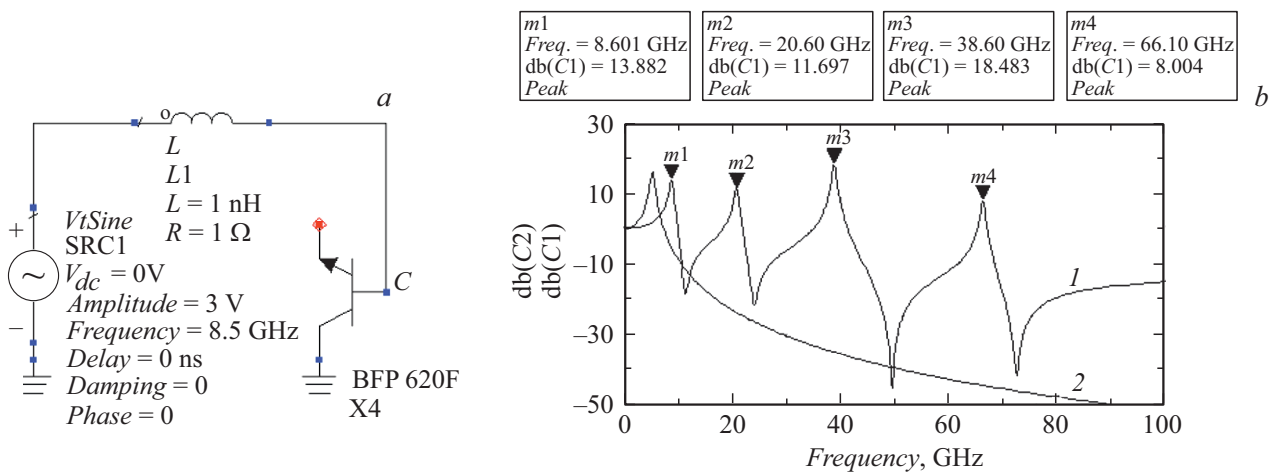 a
L
L1
L = 1 nH
R = 1 Ω
+
VtSine
SRC1
V_dc = 0V
Amplitude = 3 V
Frequency = 8.5 GHz
Delay = 0 ns
Damping = 0
Phase = 0
–
C
BFP 620F
X4
b
m1
Freq. = 8.601 GHz
db(C1) = 13.882
Peak
m2
Freq. = 20.60 GHz
db(C1) = 11.697
Peak
m3
Freq. = 38.60 GHz
db(C1) = 18.483
Peak
m4
Freq. = 66.10 GHz
db(C1) = 8.004
Peak
db(C2)
db(C1)
30
10
–10
–30
–50
m1
m2
m3
m4
1
2
0
20
40
60
80
100
Frequency, GHz